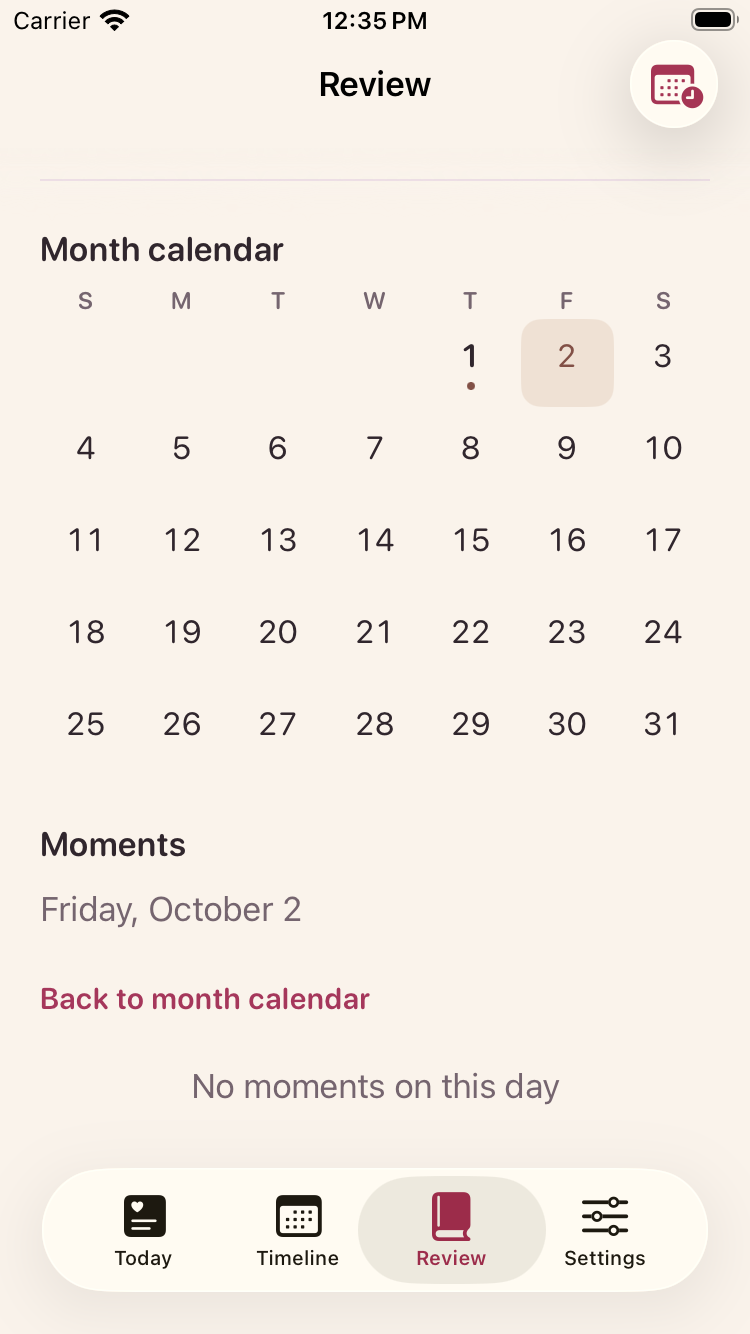 Carrier 12:35 PM
Review
Month calendar
S M T W T F S
1 2 3
4 5 6 7 8 9 10
11 12 13 14 15 16 17
18 19 20 21 22 23 24
25 26 27 28 29 30 31
Moments
Friday, October 2
Back to month calendar
No moments on this day
Today Timeline Review Settings